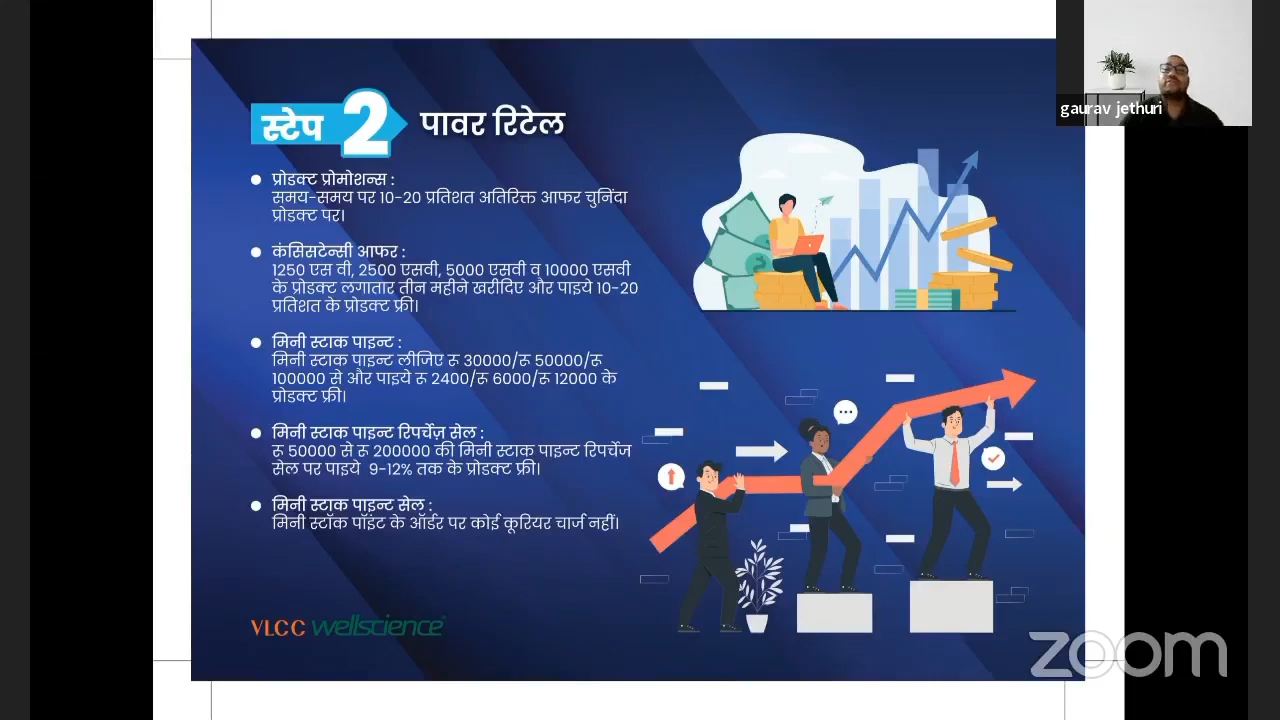 gaurav jethuri
स्टेप 2 पावर रिटेल
प्रोडक्ट प्रोमोशन्स :
समय-समय पर 10-20 प्रतिशत अतिरिक्त आफर चुनिंदा
प्रोडक्ट पर।
कंसिसटेन्सी आफर :
1250 एस वी, 2500 एसवी, 5000 एसवी व 10000 एसवी
के प्रोडक्ट लगातार तीन महीने खरीदिए और पाइये 10-20
प्रतिशत के प्रोडक्ट फ्री।
मिनी स्टाक पाइन्ट :
मिनी स्टाक पाइन्ट लीजिए रू 30000/रू 50000/रू
100000 से और पाइये रू 2400/रू 6000/रू 12000 के
प्रोडक्ट फ्री।
मिनी स्टाक पाइन्ट रिपर्चेज़ सेल :
रू 50000 से रू 200000 की मिनी स्टाक पाइन्ट रिपर्चेज
सेल पर पाइये 9-12% तक के प्रोडक्ट फ्री।
मिनी स्टाक पाइन्ट सेल :
मिनी स्टॉक पॉइंट के ऑर्डर पर कोई कूरियर चार्ज नहीं।
VLCC wellscience
zoom